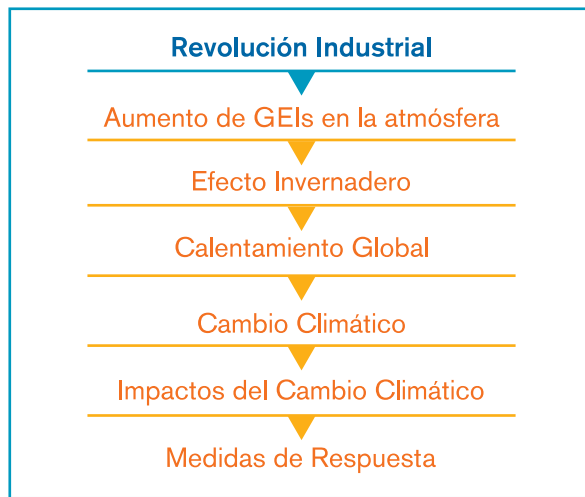 Revolución Industrial
Aumento de GEIs en la atmósfera
Efecto Invernadero
Calentamiento Global
Cambio Climático
Impactos del Cambio Climático
Medidas de Respuesta